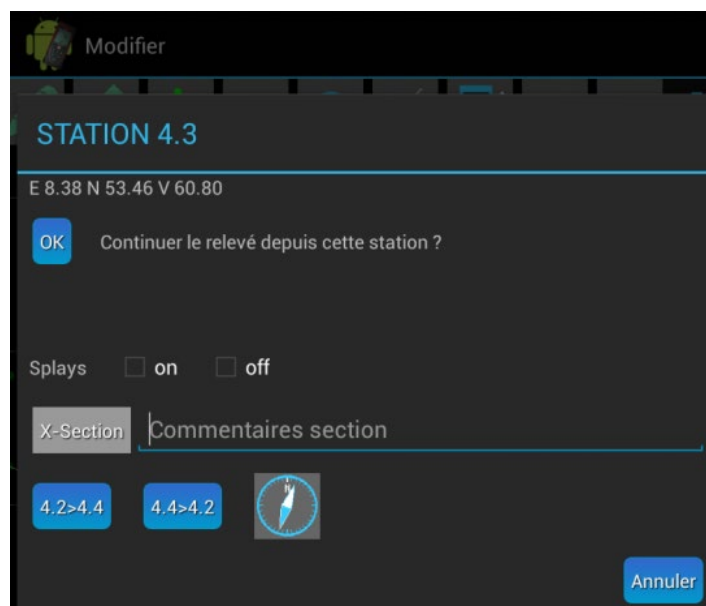 Modifier
STATION 4.3
E 8.38 N 53.46 V 60.80
OK Continuer le relevé depuis cette station ?
Splays on off
X-Section Commentaires section
4.2>4.4 4.4>4.2 N
Annuler